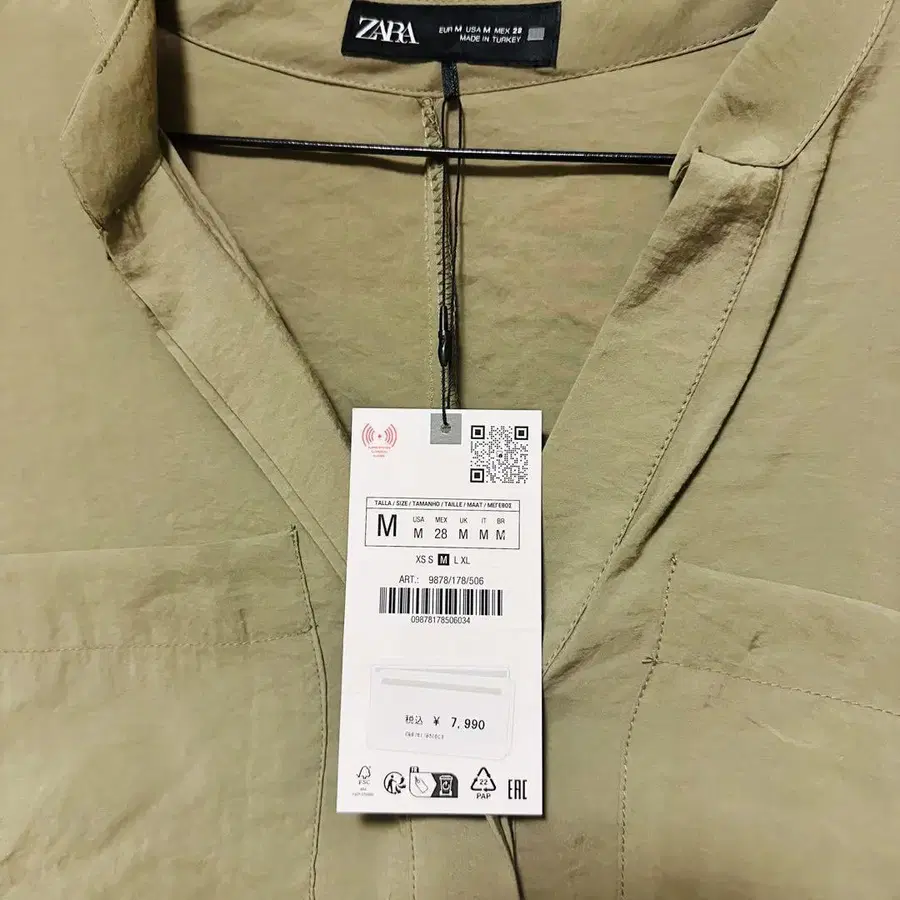 ZARA
EUR M USA M MEX 28
MADE IN TURKEY
TALLA / SIZE / TAMANHO / TAILLE / MAAT / ΜΕΓΕΘΟΣ
M
USA MEX UK IT BR
M 28 M M M
XS S M L XL
ART.: 9878/178/506
09878178506034
税込 ¥ 7,990
FSC
22
PAP
EAC